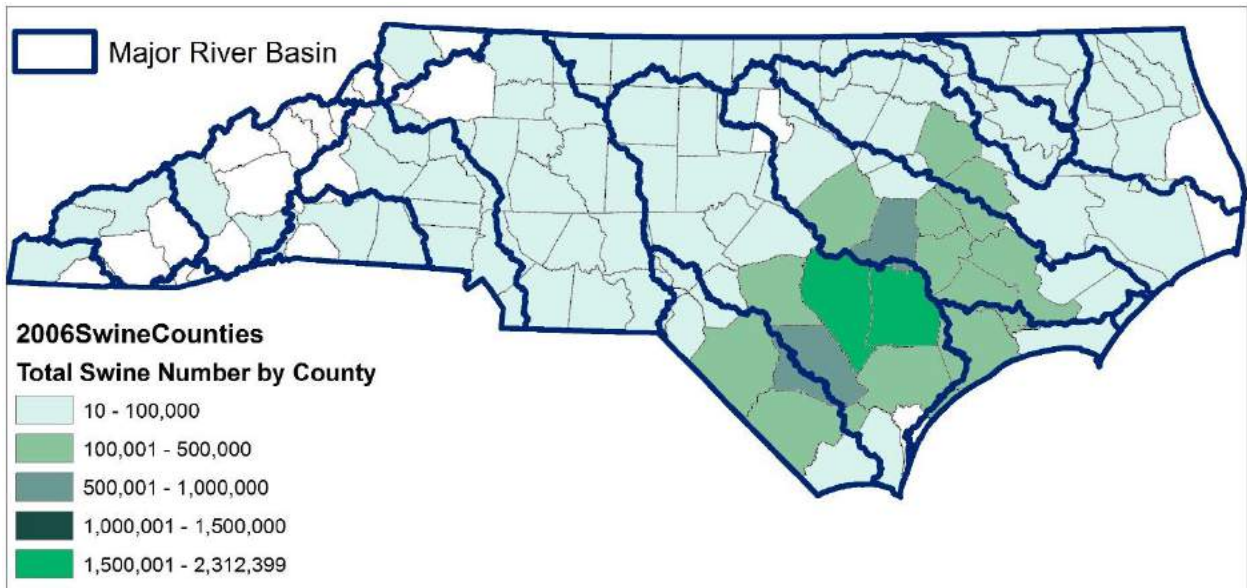 Major River Basin
2006SwineCounties
Total Swine Number by County
10 - 100,000
100,001 - 500,000
500,001 - 1,000,000
1,000,001 - 1,500,000
1,500,001 - 2,312,399